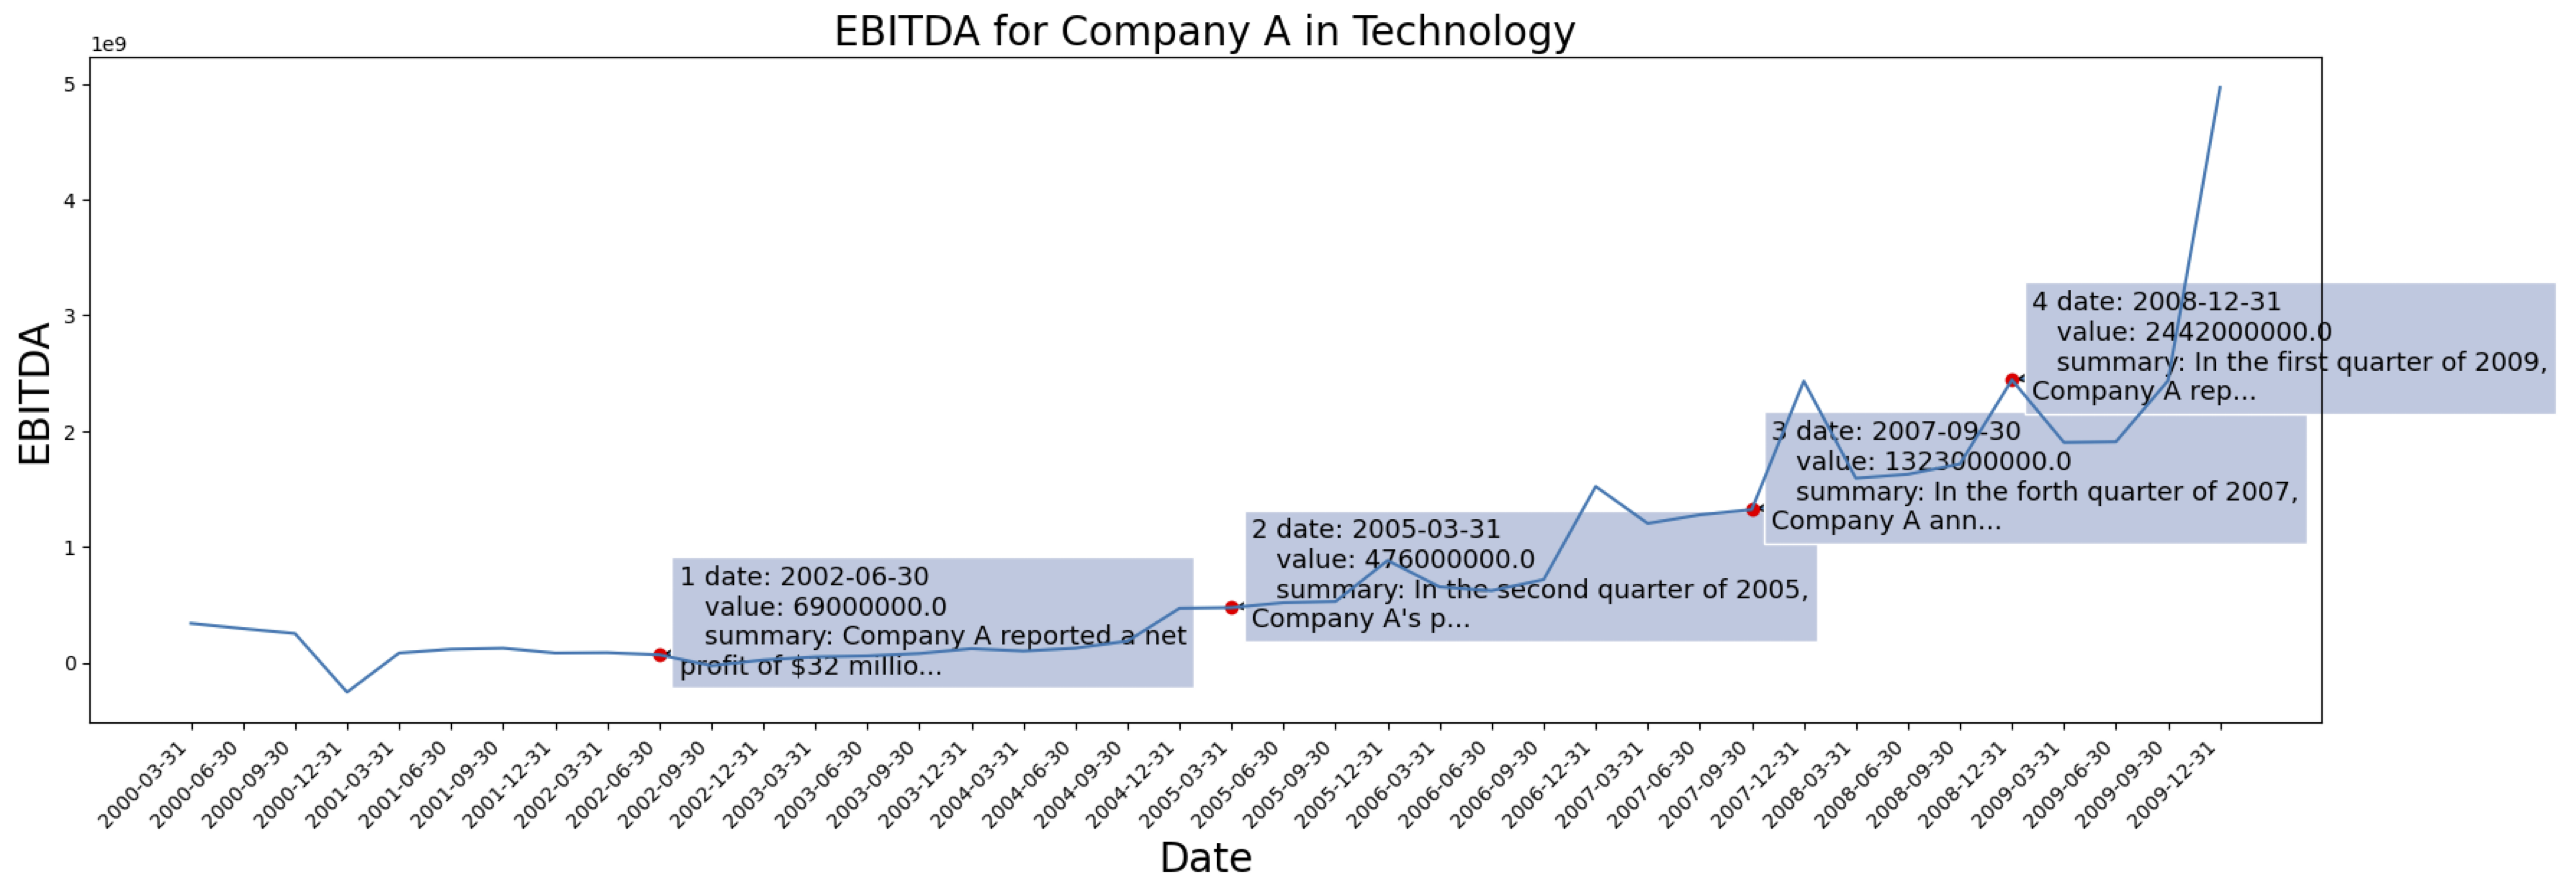 EBITDA for Company A in Technology
1e9
5
4
3
2
1
0
EBITDA
4 date: 2008-12-31
value: 2442000000.0
summary: In the first quarter of 2009,
Company A rep...
3 date: 2007-09-30
value: 1323000000.0
summary: In the forth quarter of 2007,
Company A ann...
2 date: 2005-03-31
value: 476000000.0
summary: In the second quarter of 2005,
Company A's p...
1 date: 2002-06-30
value: 69000000.0
summary: Company A reported a net
profit of $32 millio...
2000-03-31
2000-06-30
2000-09-30
2000-12-31
2001-03-31
2001-06-30
2001-09-30
2001-12-31
2002-03-31
2002-06-30
2002-09-30
2002-12-31
2003-03-31
2003-06-30
2003-09-30
2003-12-31
2004-03-31
2004-06-30
2004-09-30
2004-12-31
2005-03-31
2005-06-30
2005-09-30
2005-12-31
2006-03-31
2006-06-30
2006-09-30
2006-12-31
2007-03-31
2007-06-30
2007-09-30
2007-12-31
2008-03-31
2008-06-30
2008-09-30
2008-12-31
2009-03-31
2009-06-30
2009-09-30
2009-12-31
Date